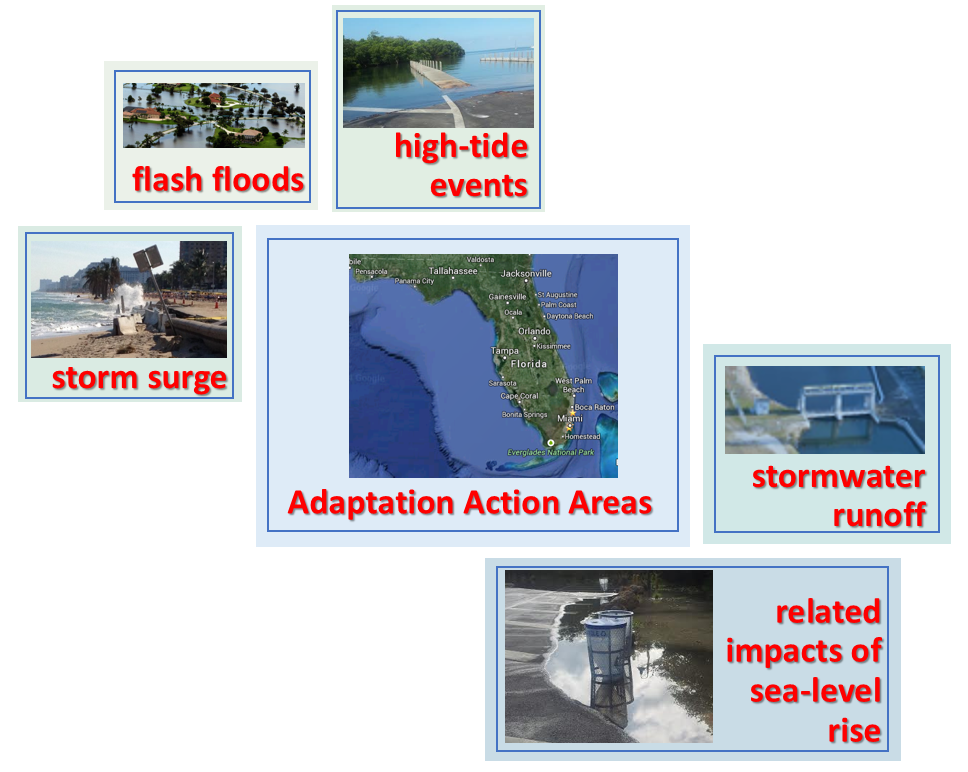 high-tide
events
flash floods
storm surge
bile
Valdosta
Pensacola
Tallahassee
Jacksonville
Panama City
Gainesville
St Augustine
Palm Coast
Ocala
Daytona Beach
Orlando
Kissimmee
Tampa
Florida
Sarasota
West Palm
Beach
Cape Coral
Boca Raton
Bonita Springs
Miami
Homestead
Everglades National Park
Adaptation Action Areas
stormwater
runoff
related
impacts of
sea-level
rise